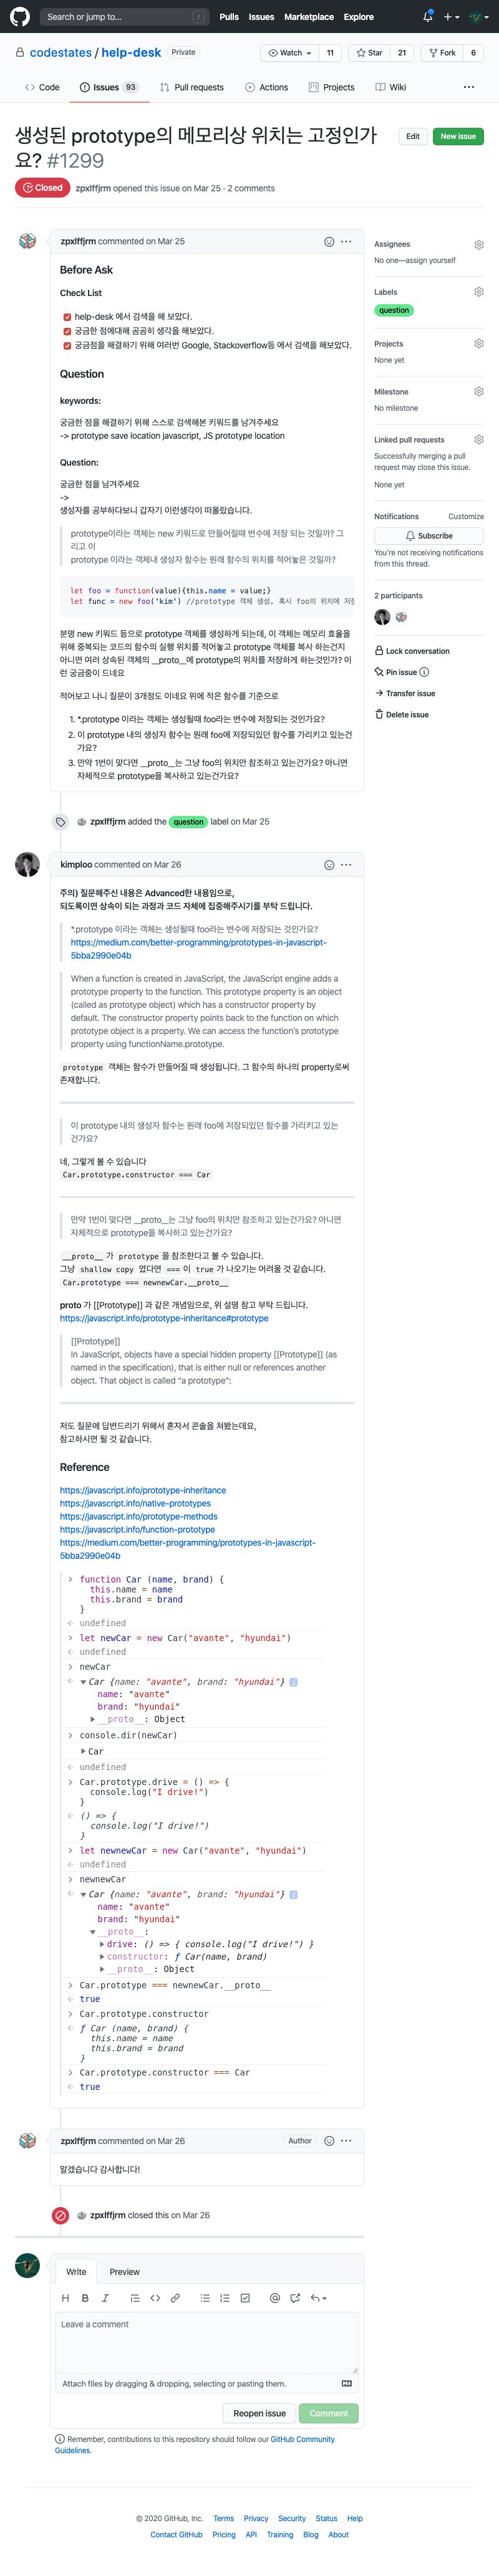 Search or jump to...
/
Pulls Issues Marketplace Explore
codestates / help-desk Private
Watch 11 Star 21 Fork 6
Code Issues 93 Pull requests Actions Projects Wiki
생성된 prototype의 메모리상 위치는 고정인가
요? #1299
Edit New issue
Closed zpxlffjrm opened this issue on Mar 25 · 2 comments
zpxlffjrm commented on Mar 25
Before Ask
Check List
help-desk 에서 검색을 해 보았다.
궁금한 점에대해 곰곰히 생각을 해보았다.
궁금점을 해결하기 위해 여러번 Google, Stackoverflow등 에서 검색을 해보았다.
Question
keywords:
궁금한 점을 해결하기 위해 스스로 검색해본 키워드를 남겨주세요
-> prototype save location javascript, JS prototype location
Question:
궁금한 점을 남겨주세요
->
생성자를 공부하다보니 갑자기 이런생각이 떠올랐습니다.
prototype이라는 객체는 new 키워드로 만들어질때 변수에 저장 되는 것일까? 그
리고 이
prototype 이라는 객체내 생성자 함수는 원래 함수의 위치를 적어놓은 것일까?
let foo = function(value){this.name = value;}
let func = new foo('kim') //prototype 객체 생성. 혹시 foo의 위치에 저장
분명 new 키워드 등으로 prototype 객체를 생성하게 되는데, 이 객체는 메모리 효율을
위해 중복되는 코드의 함수의 실행 위치를 적어놓고 prototype 객체를 복사 하는건지
아니면 여러 상속된 객체의 __proto__에 prototype의 위치를 저장하게 하는것인가? 이
런 궁금중이 드네요
적어보고 나니 질문이 3개정도 이네요 위에 적은 함수를 기준으로
1. *.prototype 이라는 객체는 생성될때 foo라는 변수에 저장되는 것인가요?
2. 이 prototype 내의 생성자 함수는 원래 foo에 저장되있던 함수를 가리키고 있는건
가요?
3. 만약 1번이 맞다면 __proto__는 그냥 foo의 위치만 참조하고 있는건가요? 아니면
자체적으로 prototype을 복사하고 있는건가요?
Assignees
No one—assign yourself
Labels
question
Projects
None yet
Milestone
No milestone
Linked pull requests
Successfully merging a pull
request may close this issue.
None yet
Notifications Customize
Subscribe
You're not receiving notifications
from this thread.
2 participants
Lock conversation
Pin issue
Transfer issue
Delete issue
zpxlffjrm added the question label on Mar 25
kimploo commented on Mar 26
주의) 질문해주신 내용은 Advanced한 내용임으로,
되도록이면 상속이 되는 과정과 코드 자체에 집중해주시기를 부탁 드립니다.
*.prototype 이라는 객체는 생성될때 foo라는 변수에 저장되는 것인가요?
https://medium.com/better-programming/prototypes-in-javascript-
5bba2990e04b
When a function is created in JavaScript, the JavaScript engine adds a
prototype property to the function. This prototype property is an object
(called as prototype object) which has a constructor property by
default. The constructor property points back to the function on which
prototype object is a property. We can access the function's prototype
property using functionName.prototype.
prototype 객체는 함수가 만들어질 때 생성됩니다. 그 함수의 하나의 property로써
존재합니다.
이 prototype 내의 생성자 함수는 원래 foo에 저장되있던 함수를 가리키고 있는
건가요?
네, 그렇게 볼 수 있습니다
Car.prototype.constructor === Car
만약 1번이 맞다면 __proto__는 그냥 foo의 위치만 참조하고 있는건가요? 아니면
자체적으로 prototype을 복사하고 있는건가요?
__proto__ 가 prototype 을 참조한다고 볼 수 있습니다.
그냥 shallow copy 였다면 === 이 true 가 나오기는 어려울 것 같습니다.
Car.prototype === newnewCar.__proto__
proto 가 [[Prototype]] 과 같은 개념임으로, 위 설명 참고 부탁 드립니다.
https://javascript.info/prototype-inheritance#prototype
[[Prototype]]
In JavaScript, objects have a special hidden property [[Prototype]] (as
named in the specification), that is either null or references another
object. That object is called "a prototype":
저도 질문에 답변드리기 위해서 혼자서 콘솔을 쳐봤는데요,
참고하시면 될 것 같습니다.
Reference
https://javascript.info/prototype-inheritance
https://javascript.info/native-prototypes
https://javascript.info/prototype-methods
https://javascript.info/function-prototype
https://medium.com/better-programming/prototypes-in-javascript-
5bba2990e04b
function Car (name, brand) {
this.name = name
this.brand = brand
}
undefined
let newCar = new Car("avante", "hyundai")
undefined
newCar
Car {name: "avante", brand: "hyundai"}
name: "avante"
brand: "hyundai"
__proto__: Object
console.dir(newCar)
Car
undefined
Car.prototype.drive = () => {
console.log("I drive!")
}
() => {
console.log("I drive!")
}
let newnewCar = new Car("avante", "hyundai")
undefined
newnewCar
Car {name: "avante", brand: "hyundai"}
name: "avante"
brand: "hyundai"
__proto__:
drive: () => { console.log("I drive!") }
constructor: ƒ Car(name, brand)
__proto__: Object
Car.prototype === newnewCar.__proto__
true
Car.prototype.constructor
ƒ Car (name, brand) {
this.name = name
this.brand = brand
}
Car.prototype.constructor === Car
true
zpxlffjrm commented on Mar 26 Author
알겠습니다 감사합니다!
zpxlffjrm closed this on Mar 26
Write Preview
Leave a comment
Attach files by dragging & dropping, selecting or pasting them.
Reopen issue Comment
Remember, contributions to this repository should follow our GitHub Community
Guidelines.
© 2020 GitHub, Inc. Terms Privacy Security Status Help
Contact GitHub Pricing API Training Blog About